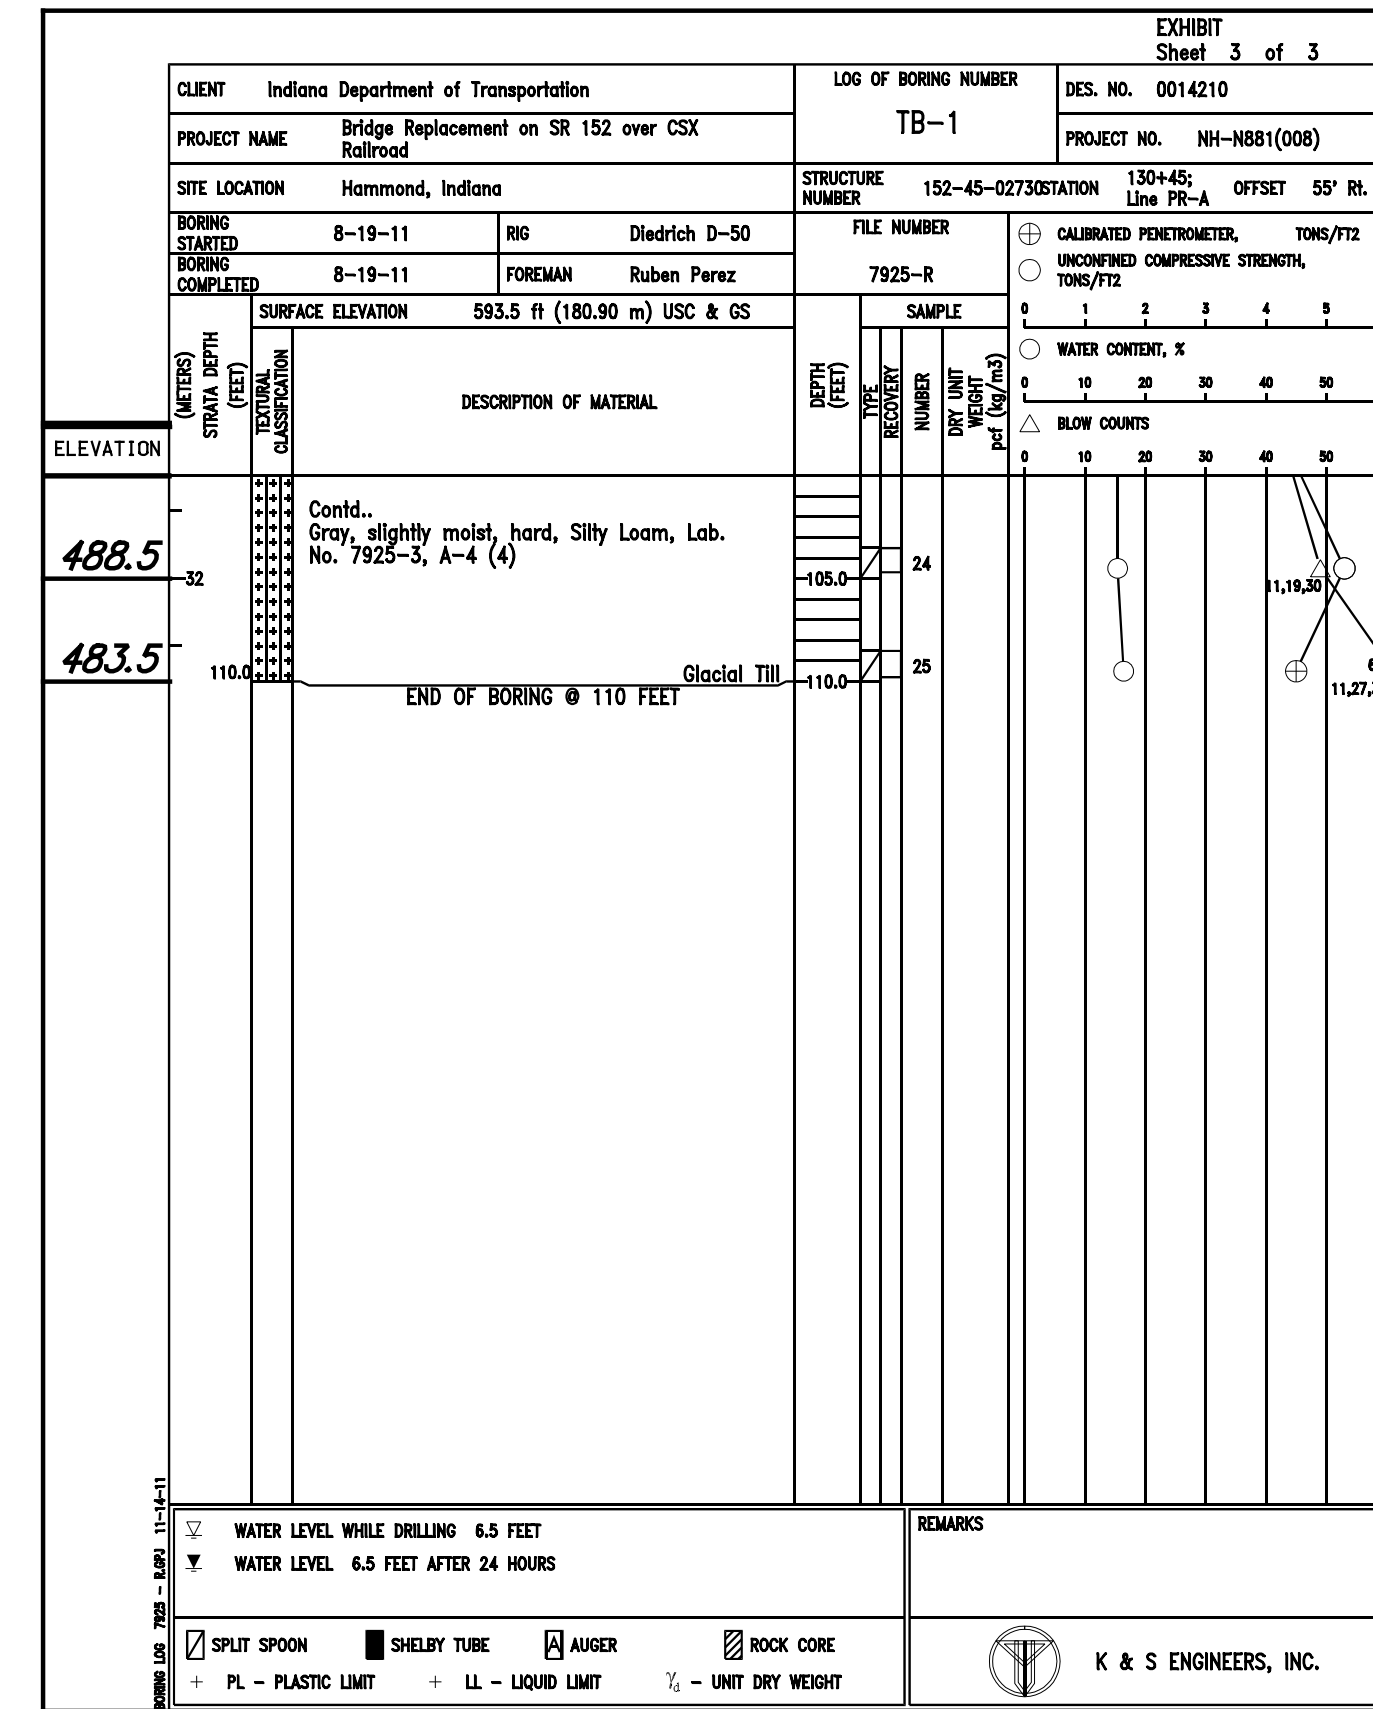 EXHIBIT
Sheet 3 of 3
CLIENT Indiana Department of Transportation
LOG OF BORING NUMBER
TB-1
DES. NO. 0014210
PROJECT NAME Bridge Replacement on SR 152 over CSX
Railroad
PROJECT NO. NH-N881(008)
SITE LOCATION Hammond, Indiana
STRUCTURE
NUMBER 152-45-02730
STATION 130+45;
Line PR-A
OFFSET 55' Rt.
BORING
STARTED 8-19-11
RIG Diedrich D-50
FILE NUMBER
7925-R
BORING
COMPLETED 8-19-11
FOREMAN Ruben Perez
CALIBRATED PENETROMETER, TONS/FT2
UNCONFINED COMPRESSIVE STRENGTH,
TONS/FT2
0 1 2 3 4 5
WATER CONTENT, %
0 10 20 30 40 50
BLOW COUNTS
0 10 20 30 40 50
SURFACE ELEVATION 593.5 ft (180.90 m) USC & GS
SAMPLE
ELEVATION
(METERS)
STRATA DEPTH
(FEET)
TEXTURAL
CLASSIFICATION
DESCRIPTION OF MATERIAL
DEPTH
(FEET)
TYPE
RECOVERY
NUMBER
DRY UNIT
WEIGHT
pcf (kg/m3)
Contd..
Gray, slightly moist, hard, Silty Loam, Lab.
No. 7925-3, A-4 (4)
488.5
32
105.0
24
11,19,30
483.5
110.0
Glacial Till
110.0
25
6
11,27,
END OF BORING @ 110 FEET
BORING LOG 7925 - R.GPJ 11-14-11
WATER LEVEL WHILE DRILLING 6.5 FEET
WATER LEVEL 6.5 FEET AFTER 24 HOURS
REMARKS
SPLIT SPOON SHELBY TUBE A AUGER ROCK CORE
+ PL - PLASTIC LIMIT + LL - LIQUID LIMIT γd - UNIT DRY WEIGHT
K & S ENGINEERS, INC.